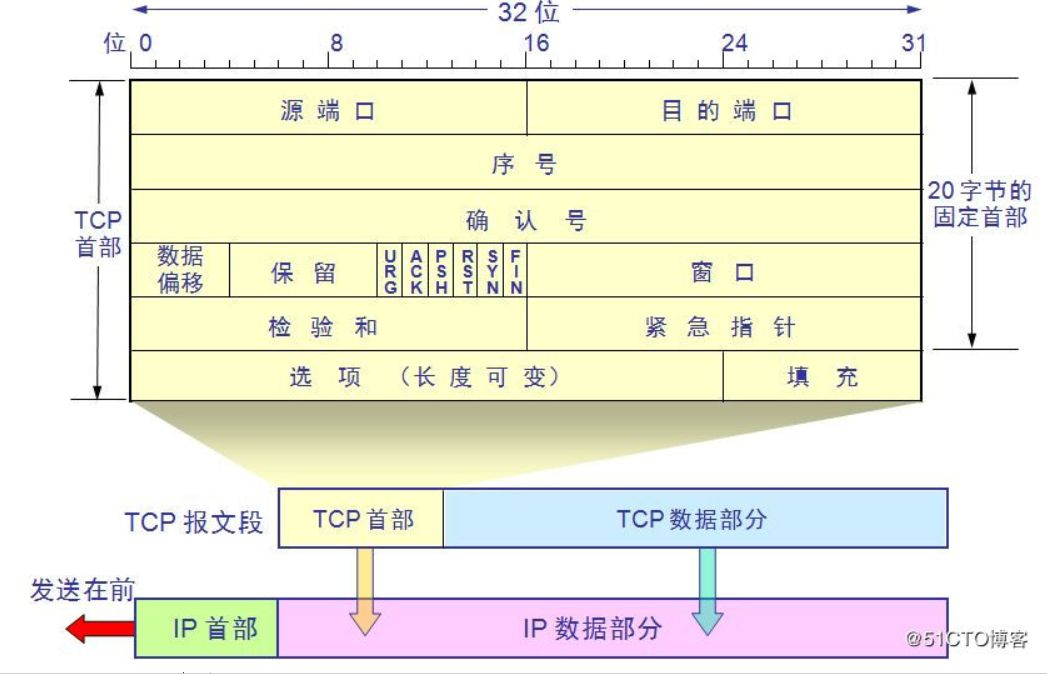 32 位
位 0 8 16 24 31
源 端 口 目 的 端 口
序 号
TCP
首部
确 认 号
20 字节的
固定首部
数据
偏移
保 留
URG
ACK
PSH
RST
SYN
FIN
窗 口
检 验 和 紧 急 指 针
选 项 （长 度 可 变） 填 充
TCP 报文段 TCP 首部 TCP 数据部分
发送在前
IP 首部 IP 数据部分
@51CTO博客